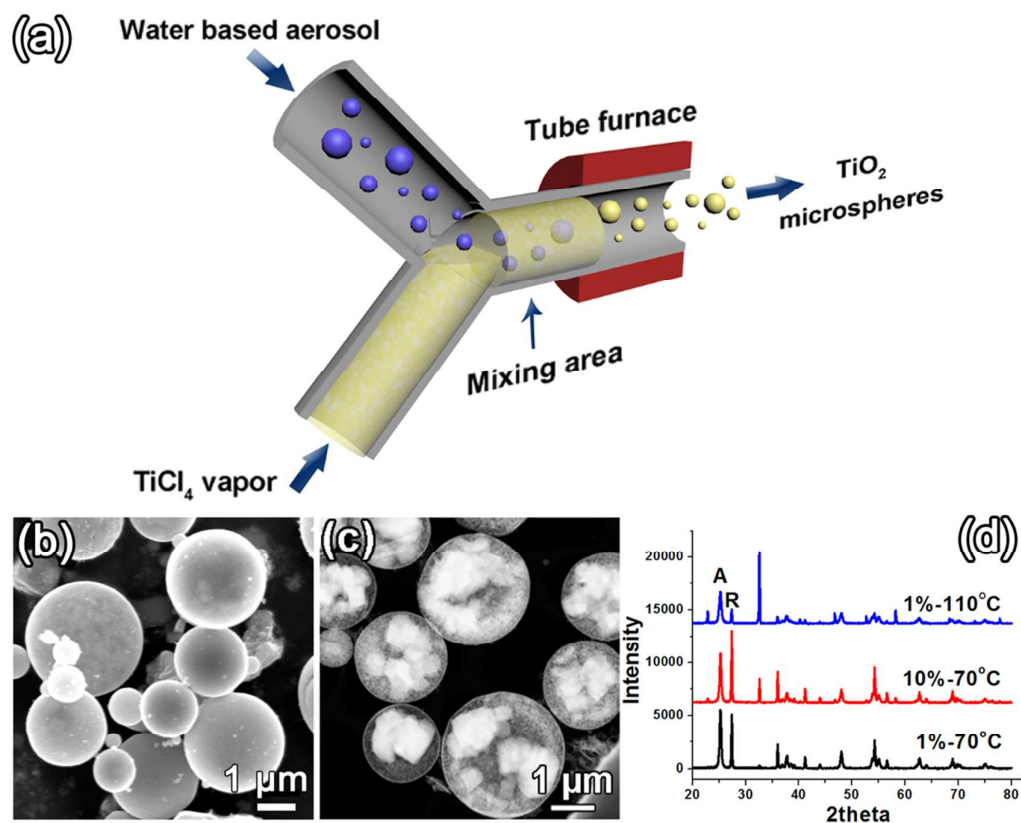 (a)
Water based aerosol
Tube furnace
TiO2
microspheres
Mixing area
TiCl4 vapor
(b)
1 μm
(c)
1 μm
(d)
20000
15000
10000
5000
0
Intensity
A
R
1%-110°C
10%-70°C
1%-70°C
20 30 40 50 60 70 80
2theta